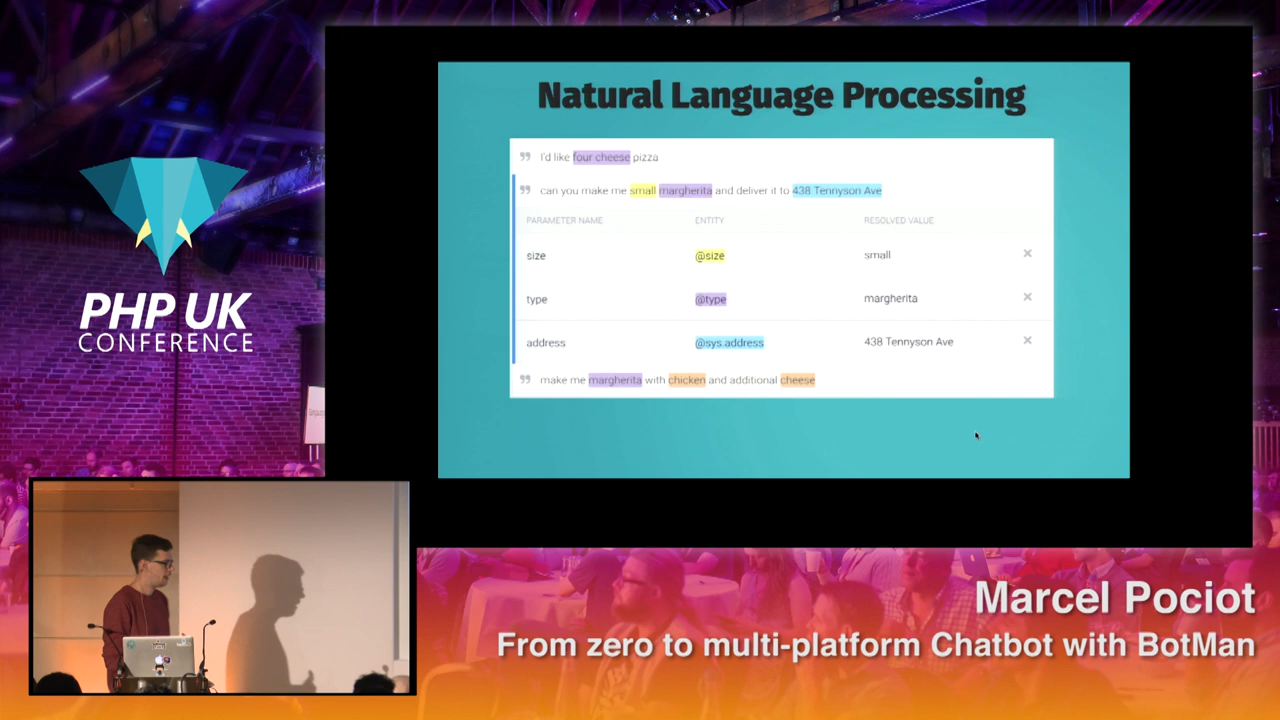 Natural Language Processing
I'd like four cheese pizza
can you make me small margherita and deliver it to 438 Tennyson Ave
PARAMETER NAME ENTITY RESOLVED VALUE
size @size small
type @type margherita
address @sys.address 438 Tennyson Ave
make me margherita with chicken and additional cheese
PHP UK
CONFERENCE
Marcel Pociot
From zero to multi-platform Chatbot with BotMan